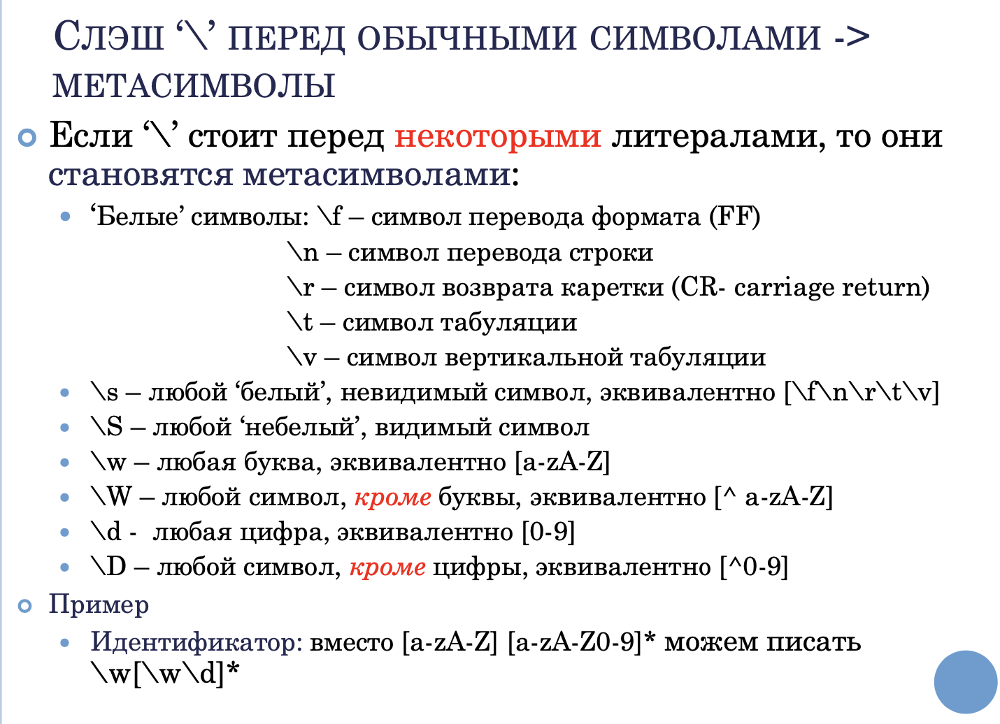 Слэш ‘\’ перед обычными символами ->
метасимволы
Если ‘\’ стоит перед некоторыми литералами, то они
становятся метасимволами:
‘Белые’ символы: \f – символ перевода формата (FF)
\n – символ перевода строки
\r – символ возврата каретки (CR- carriage return)
\t – символ табуляции
\v – символ вертикальной табуляции
\s – любой ‘белый’, невидимый символ, эквивалентно [\f\n\r\t\v]
\S – любой ‘небелый’, видимый символ
\w – любая буква, эквивалентно [a-zA-Z]
\W – любой символ, кроме буквы, эквивалентно [^ a-zA-Z]
\d - любая цифра, эквивалентно [0-9]
\D – любой символ, кроме цифры, эквивалентно [^0-9]
Пример
Идентификатор: вместо [a-zA-Z] [a-zA-Z0-9]* можем писать
\w[\w\d]*